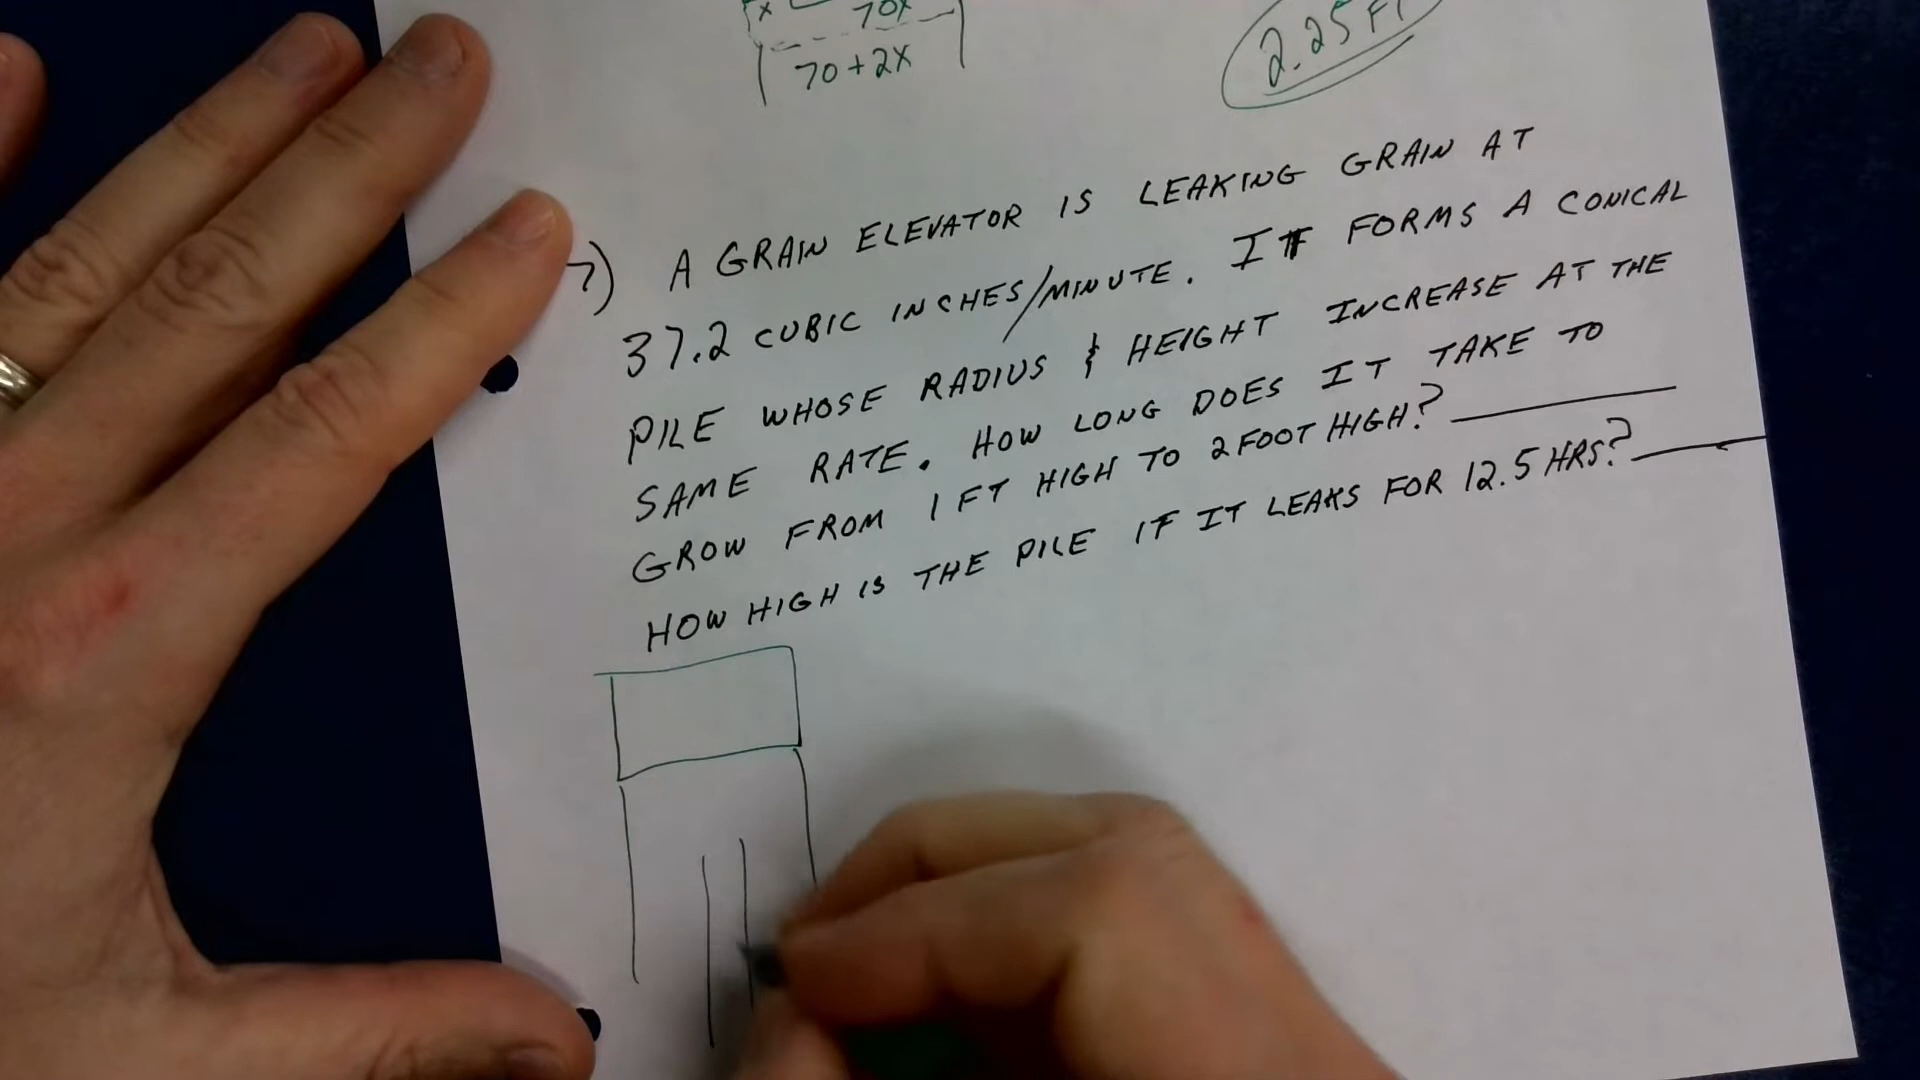 x 70x
70+2x
2.25 FT
7) A GRAIN ELEVATOR IS LEAKING GRAIN AT
37.2 CUBIC INCHES/MINUTE. IT FORMS A CONICAL
PILE WHOSE RADIUS & HEIGHT INCREASE AT THE
SAME RATE. HOW LONG DOES IT TAKE TO
GROW FROM 1 FT HIGH TO 2 FOOT HIGH?
HOW HIGH IS THE PILE IF IT LEAKS FOR 12.5 HRS?